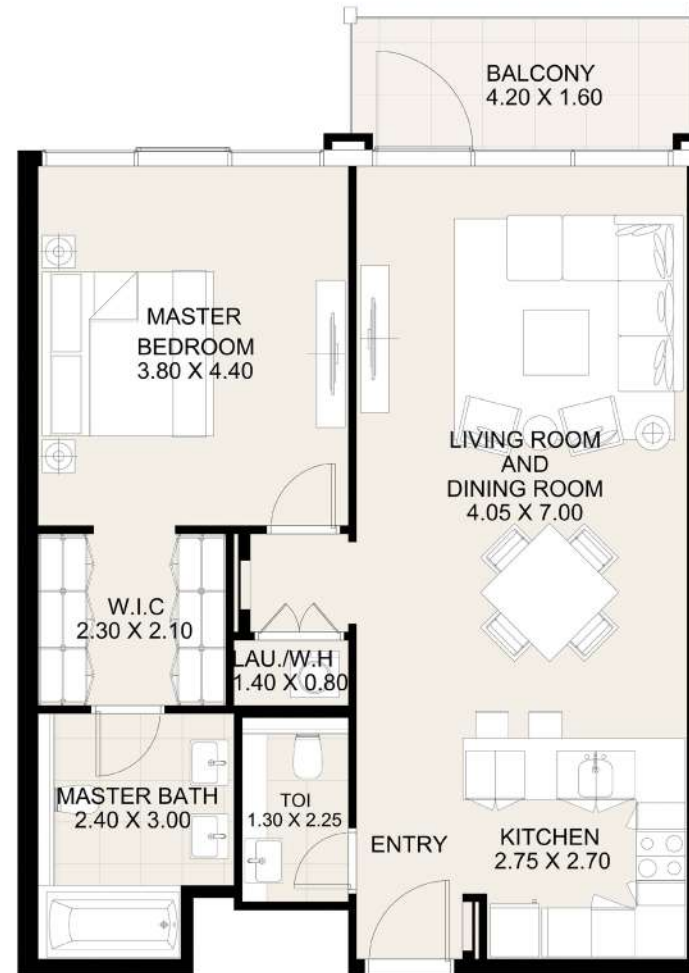 BALCONY
4.20 X 1.60
MASTER
BEDROOM
3.80 X 4.40
LIVING ROOM
AND
DINING ROOM
4.05 X 7.00
W.I.C
2.30 X 2.10
LAU./W.H
1.40 X 0.80
MASTER BATH
2.40 X 3.00
TOI
1.30 X 2.25
ENTRY
KITCHEN
2.75 X 2.70